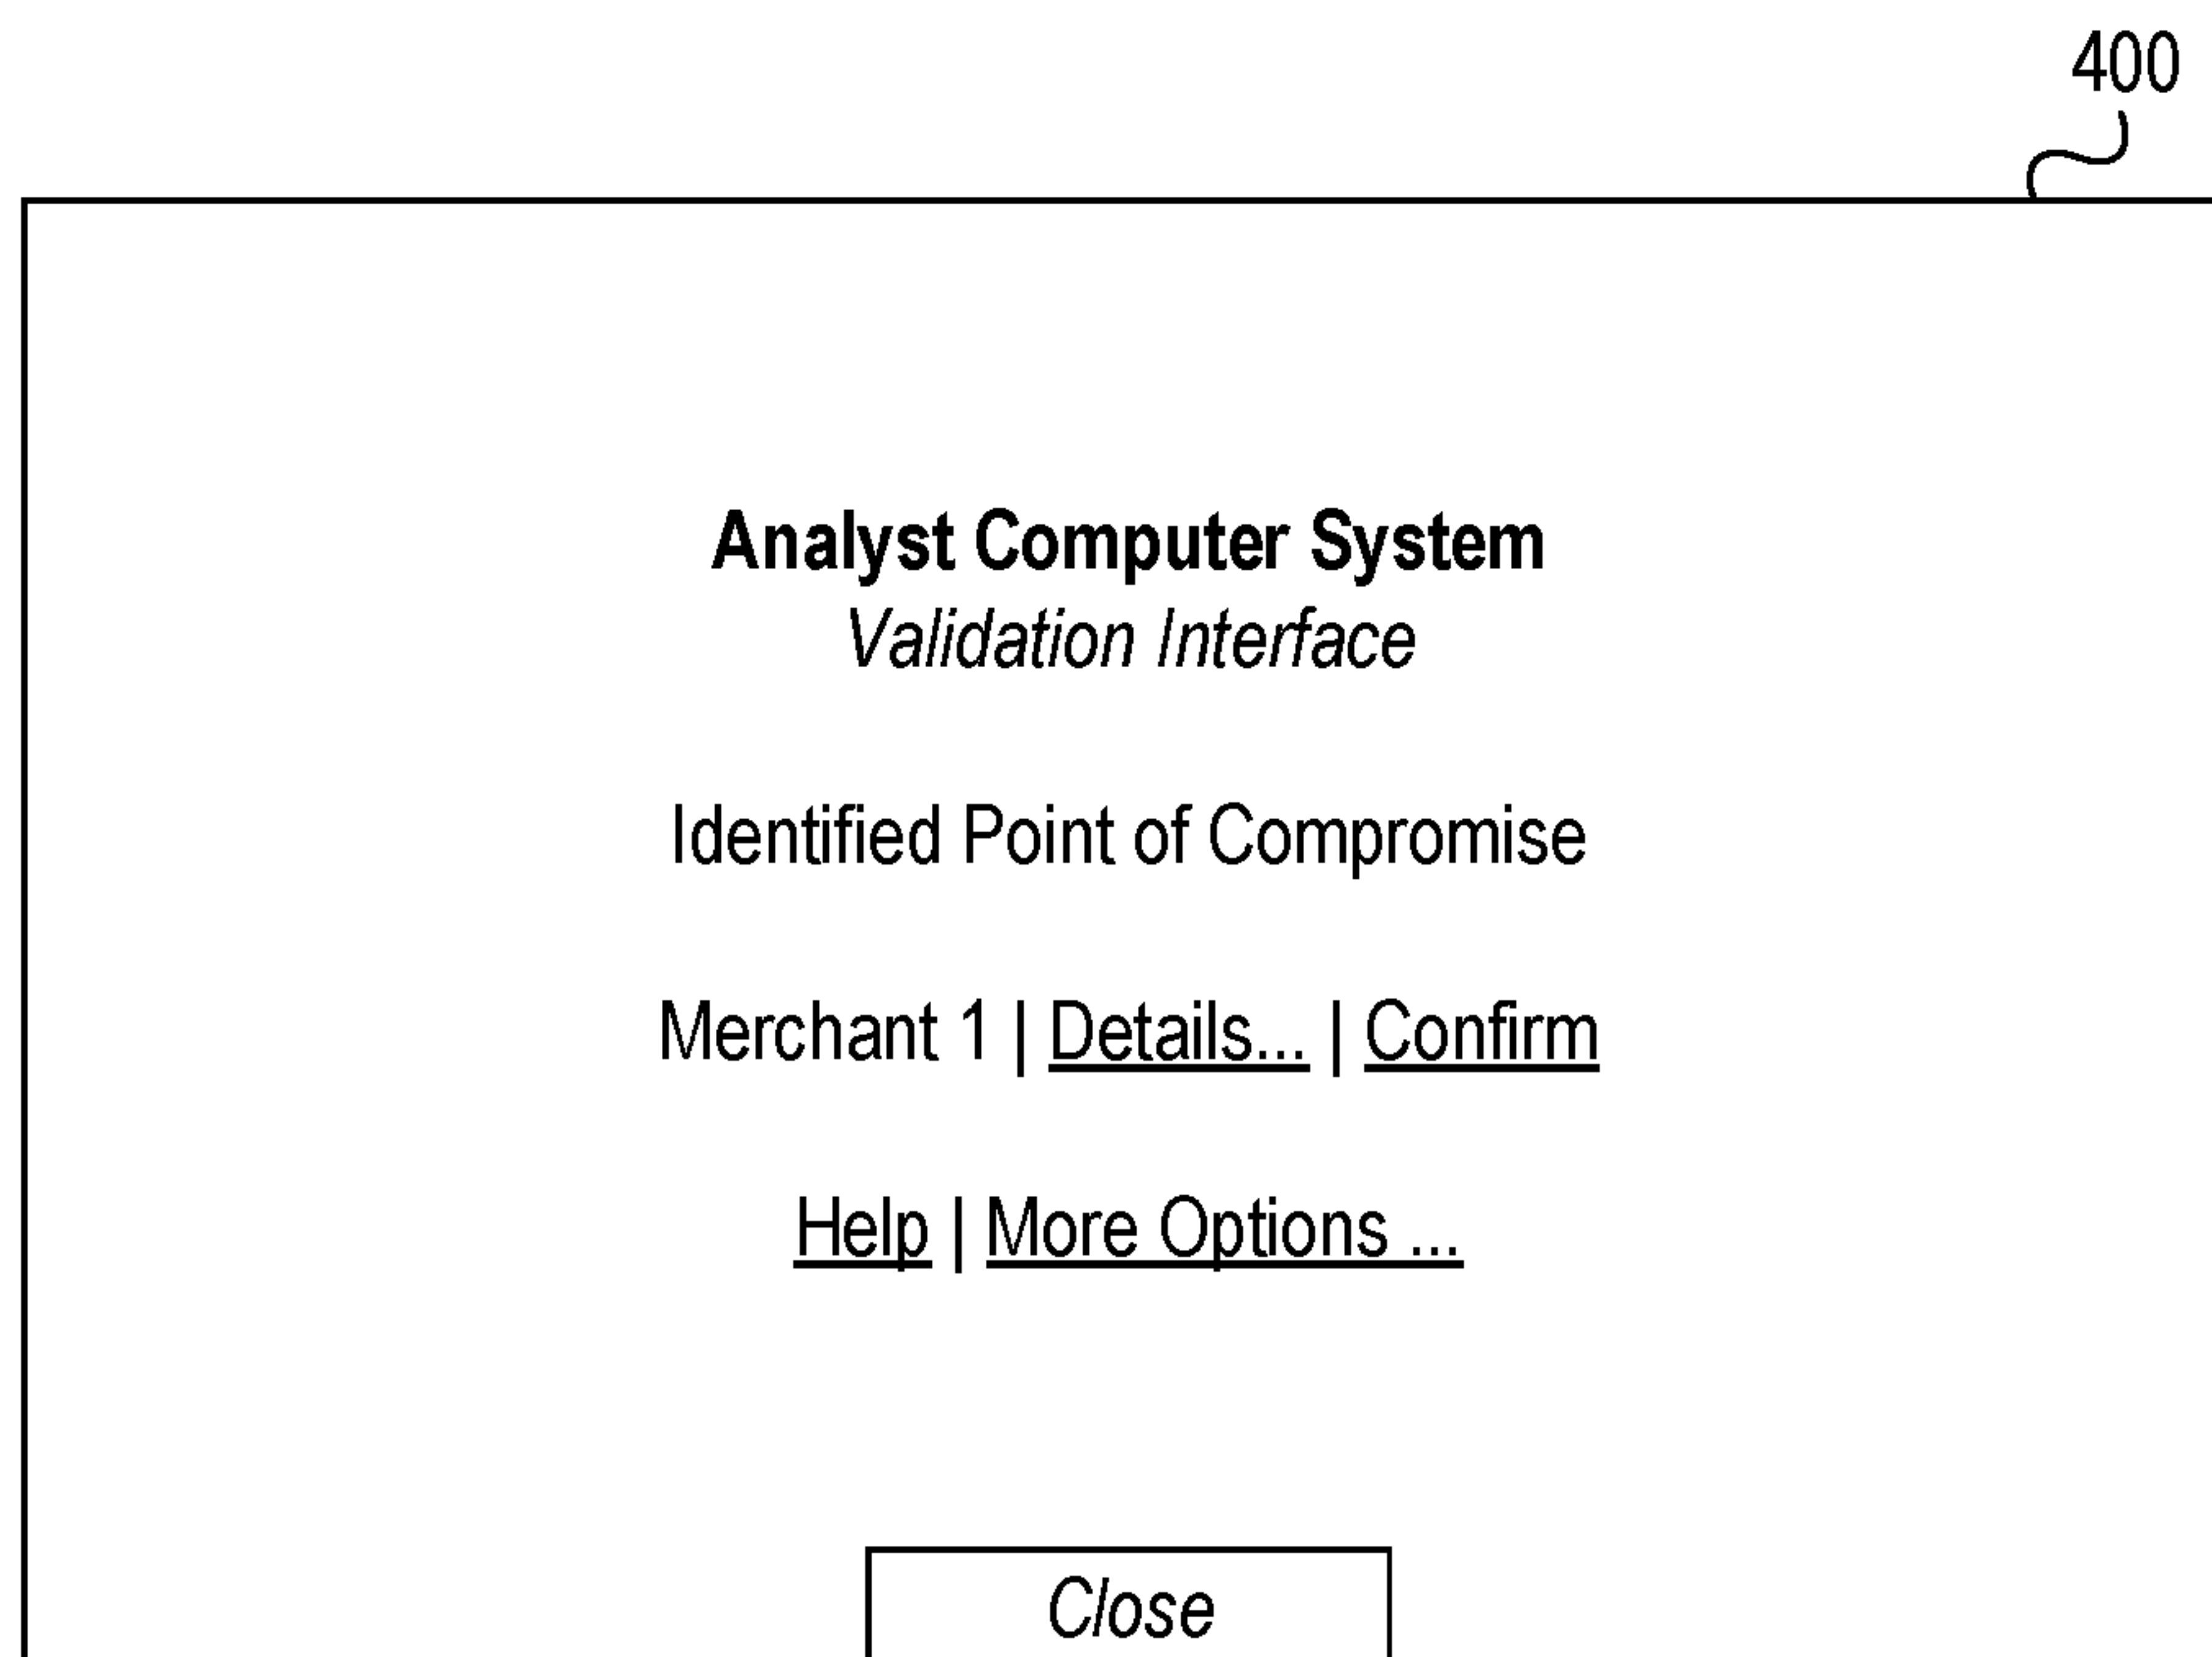 400
Analyst Computer System
Validation Interface
Identified Point of Compromise
Merchant 1 | Details... | Confirm
Help | More Options ...
Close